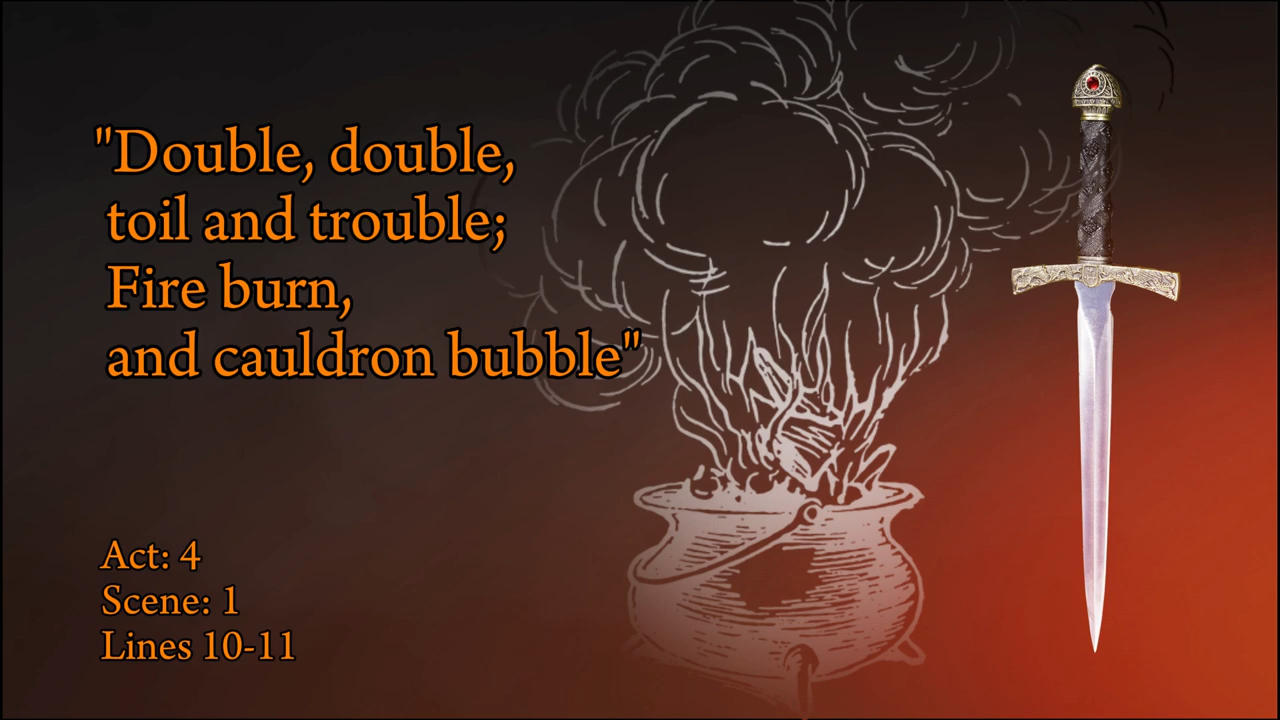 "Double, double,
toil and trouble;
Fire burn,
and cauldron bubble"
Act: 4
Scene: 1
Lines 10-11